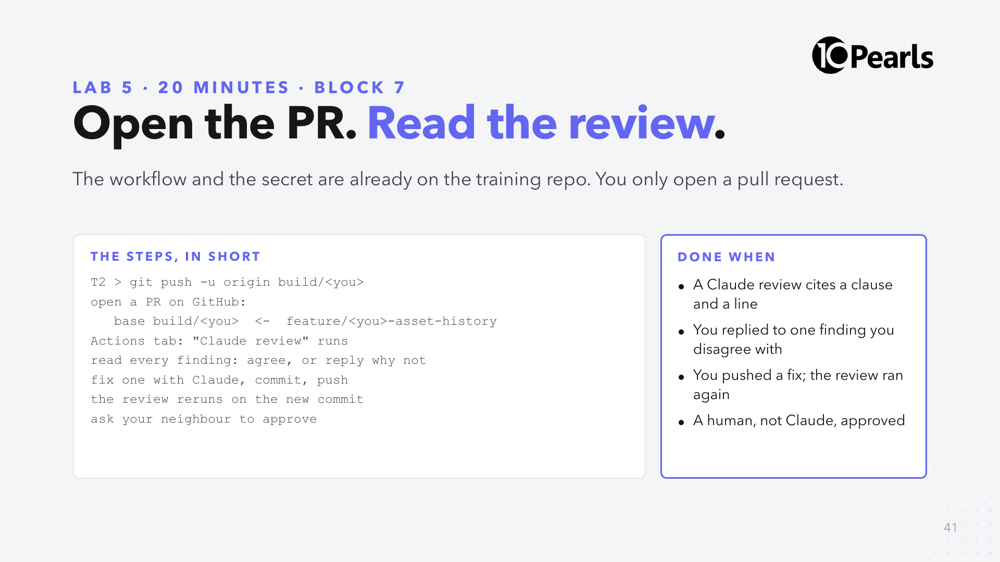 10Pearls
LAB 5 · 20 MINUTES · BLOCK 7
Open the PR. Read the review.
The workflow and the secret are already on the training repo. You only open a pull request.
THE STEPS, IN SHORT
T2 > git push -u origin build/<you>
open a PR on GitHub:
   base build/<you>  <-  feature/<you>-asset-history
Actions tab: "Claude review" runs
read every finding: agree, or reply why not
fix one with Claude, commit, push
the review reruns on the new commit
ask your neighbour to approve
DONE WHEN
• A Claude review cites a clause
and a line
• You replied to one finding you
disagree with
• You pushed a fix; the review ran
again
• A human, not Claude, approved
41